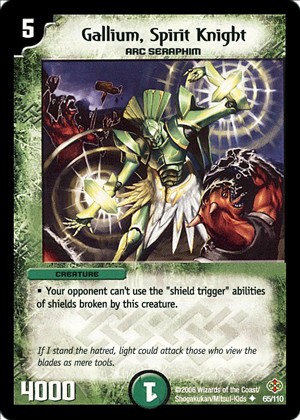 5
Gallium, Spirit Knight
ARC SERAPHIM
CREATURE
▪ Your opponent can't use the "shield trigger" abilities
of shields broken by this creature.
If I stand the hatred, light could attack those who view the
blades as mere tools.
4000
1
©2006 Wizards of the Coast/
Shogakukan/Mitsui-Kids
65/110